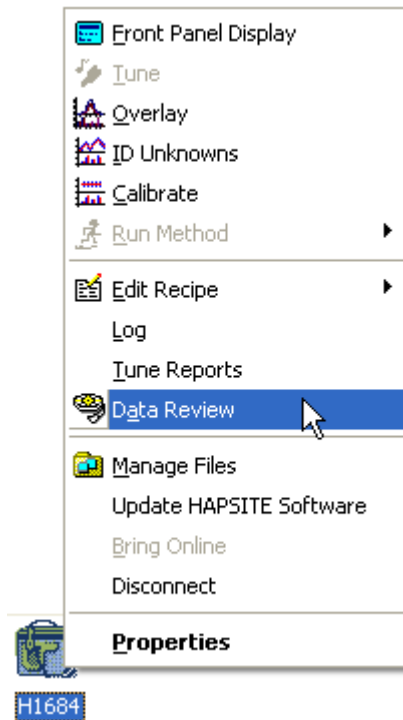 Front Panel Display
Tune
Overlay
ID Unknowns
Calibrate
Run Method
Edit Recipe
Log
Tune Reports
Data Review
Manage Files
Update HAPSITE Software
Bring Online
Disconnect
Properties
H1684